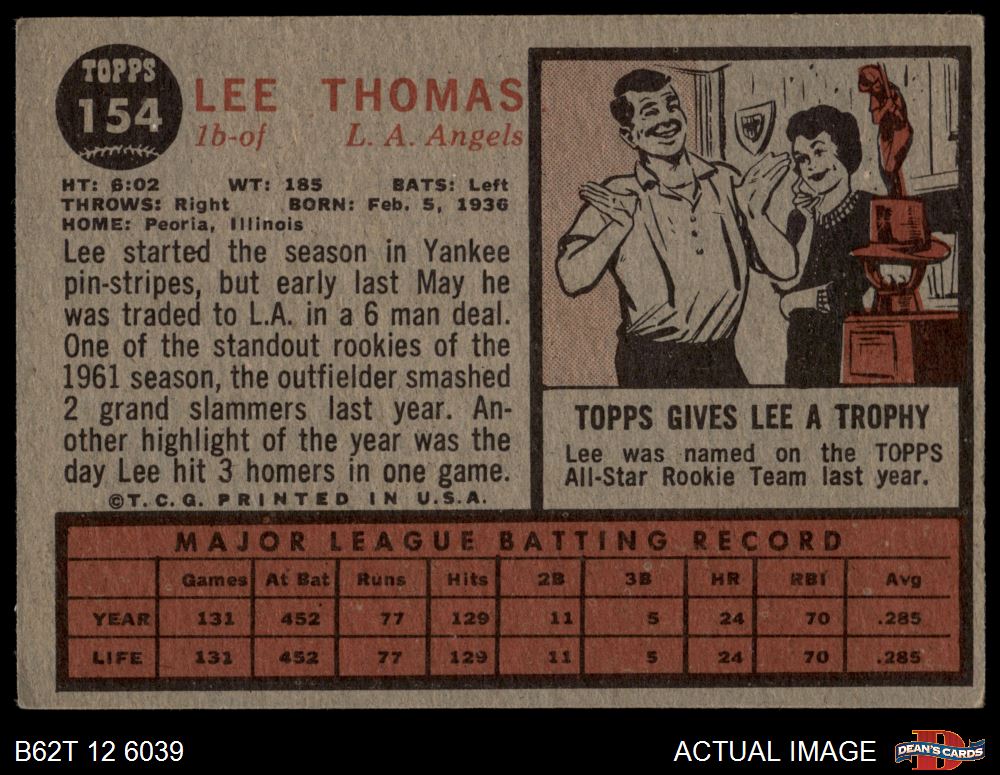 TOPPS
154
LEE THOMAS
1b-of L. A. Angels
HT: 6:02 WT: 185 BATS: Left
THROWS: Right BORN: Feb. 5, 1936
HOME: Peoria, Illinois
Lee started the season in Yankee
pin-stripes, but early last May he
was traded to L.A. in a 6 man deal.
One of the standout rookies of the
1961 season, the outfielder smashed
2 grand slammers last year. An-
other highlight of the year was the
day Lee hit 3 homers in one game.
©T.C.G. PRINTED IN U.S.A.
TOPPS GIVES LEE A TROPHY
Lee was named on the TOPPS
All-Star Rookie Team last year.
MAJOR LEAGUE BATTING RECORD
Games At Bat Runs Hits 2B 3B HR RBI Avg
YEAR 131 452 77 129 11 5 24 70 .285
LIFE 131 452 77 129 11 5 24 70 .285
B62T 12 6039
ACTUAL IMAGE
D
DEAN'S CARDS